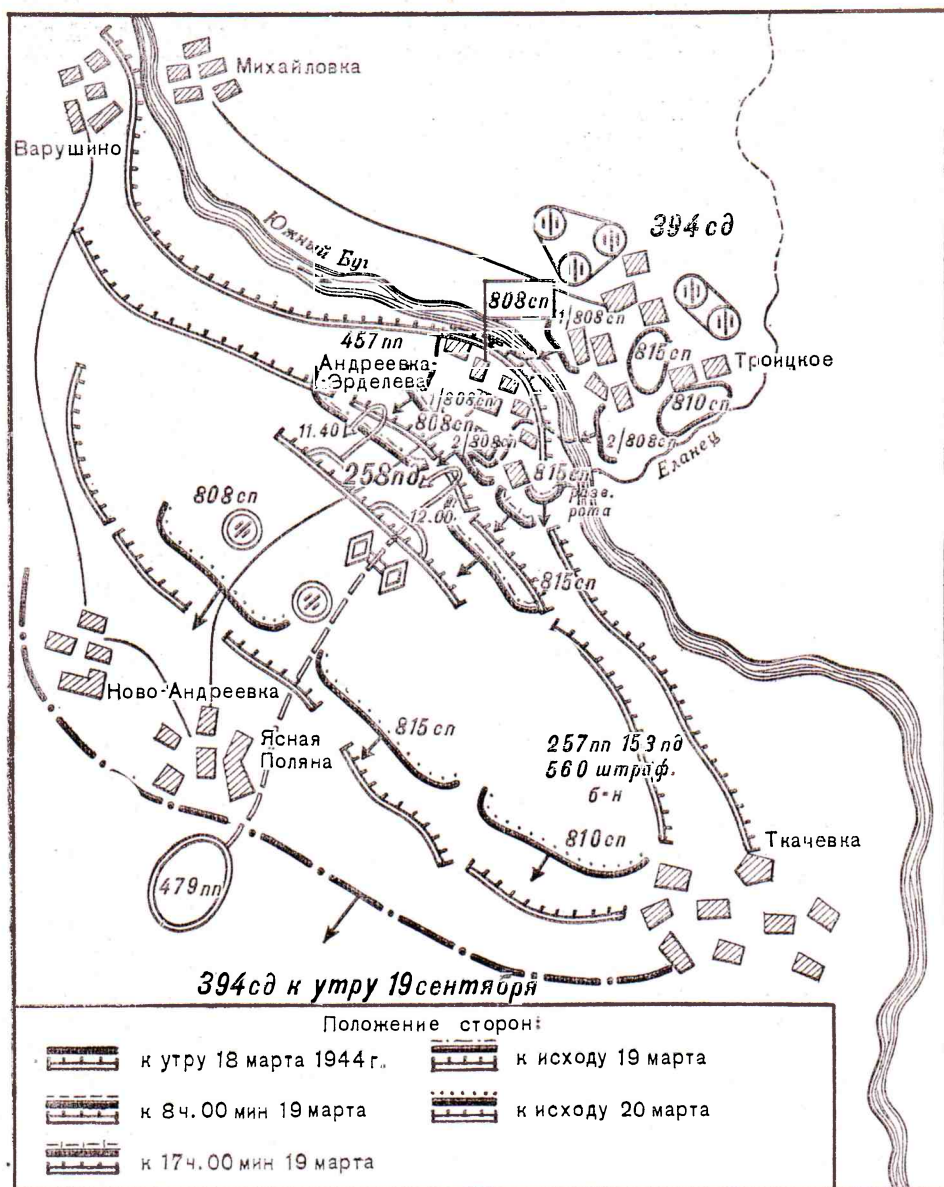 Михайловка
Варушино
Южный Буг
394сд
808сп
1/808сп
457пп
815сп
Троицкое
Андреевка-
-Эрделева
1/808сп
810сп
11.40
808сп
2/808сп
2/808сп
Еланец
258пд
815сп
разв.
рота
808сп
12.00
815сп
Ново-Андреевка
Ясная
Поляна
815сп
257пп 153пд
560 штраф.
б-н
810сп
Ткачевка
479пп
394сд к утру 19 сентября
Положение сторон:
к утру 18 марта 1944 г.
к исходу 19 марта
к 8ч.00 мин 19 марта
к исходу 20 марта
к 17ч.00 мин 19 марта